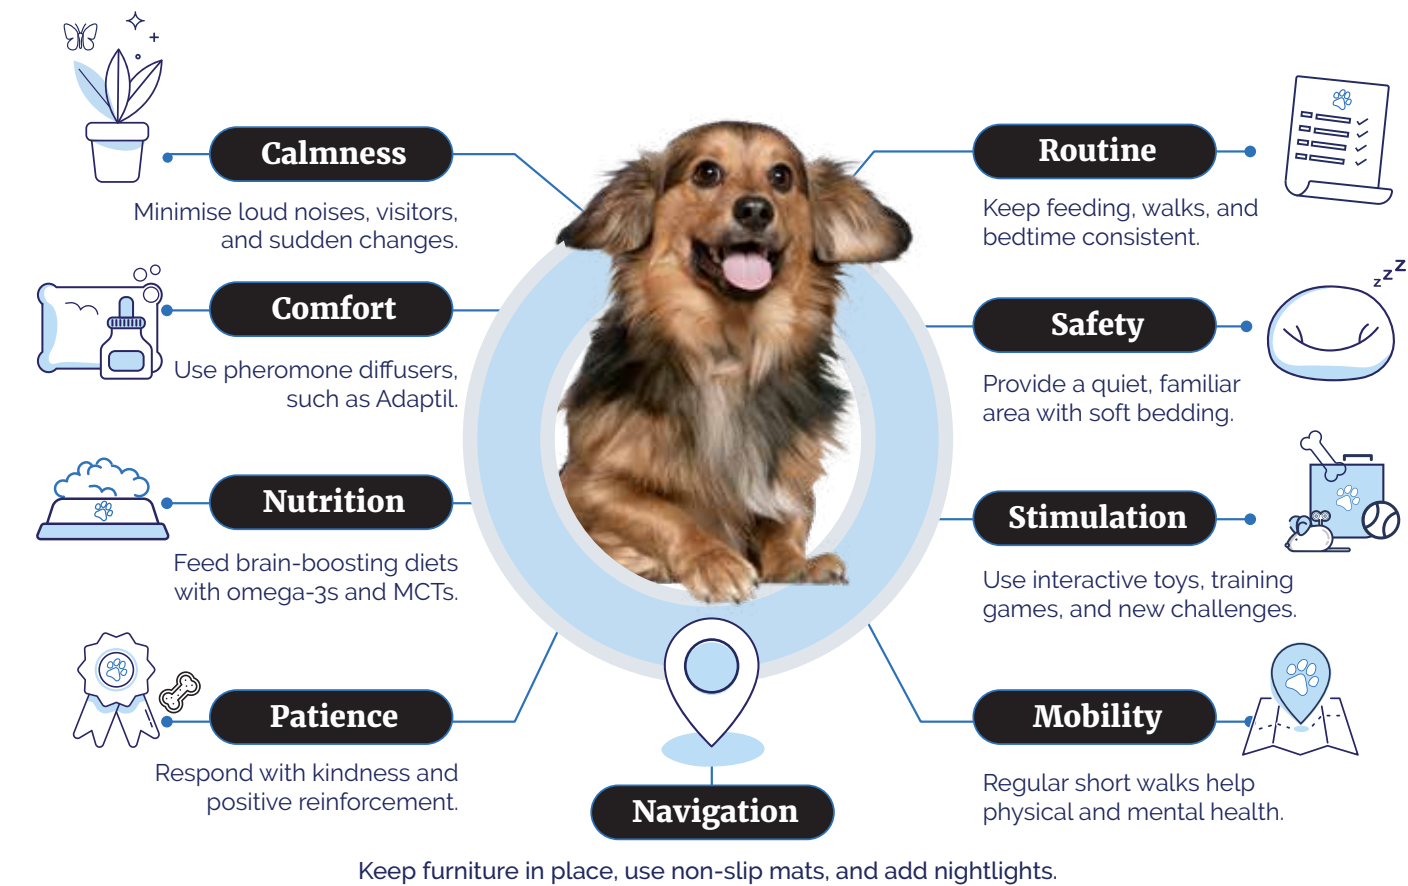 Calmness
Minimise loud noises, visitors,
and sudden changes.
Comfort
Use pheromone diffusers,
such as Adaptil.
Nutrition
Feed brain-boosting diets
with omega-3s and MCTs.
Patience
Respond with kindness and
positive reinforcement.
Routine
Keep feeding, walks, and
bedtime consistent.
zzz
Safety
Provide a quiet, familiar
area with soft bedding.
Stimulation
Use interactive toys, training
games, and new challenges.
Mobility
Regular short walks help
physical and mental health.
Navigation
Keep furniture in place, use non-slip mats, and add nightlights.